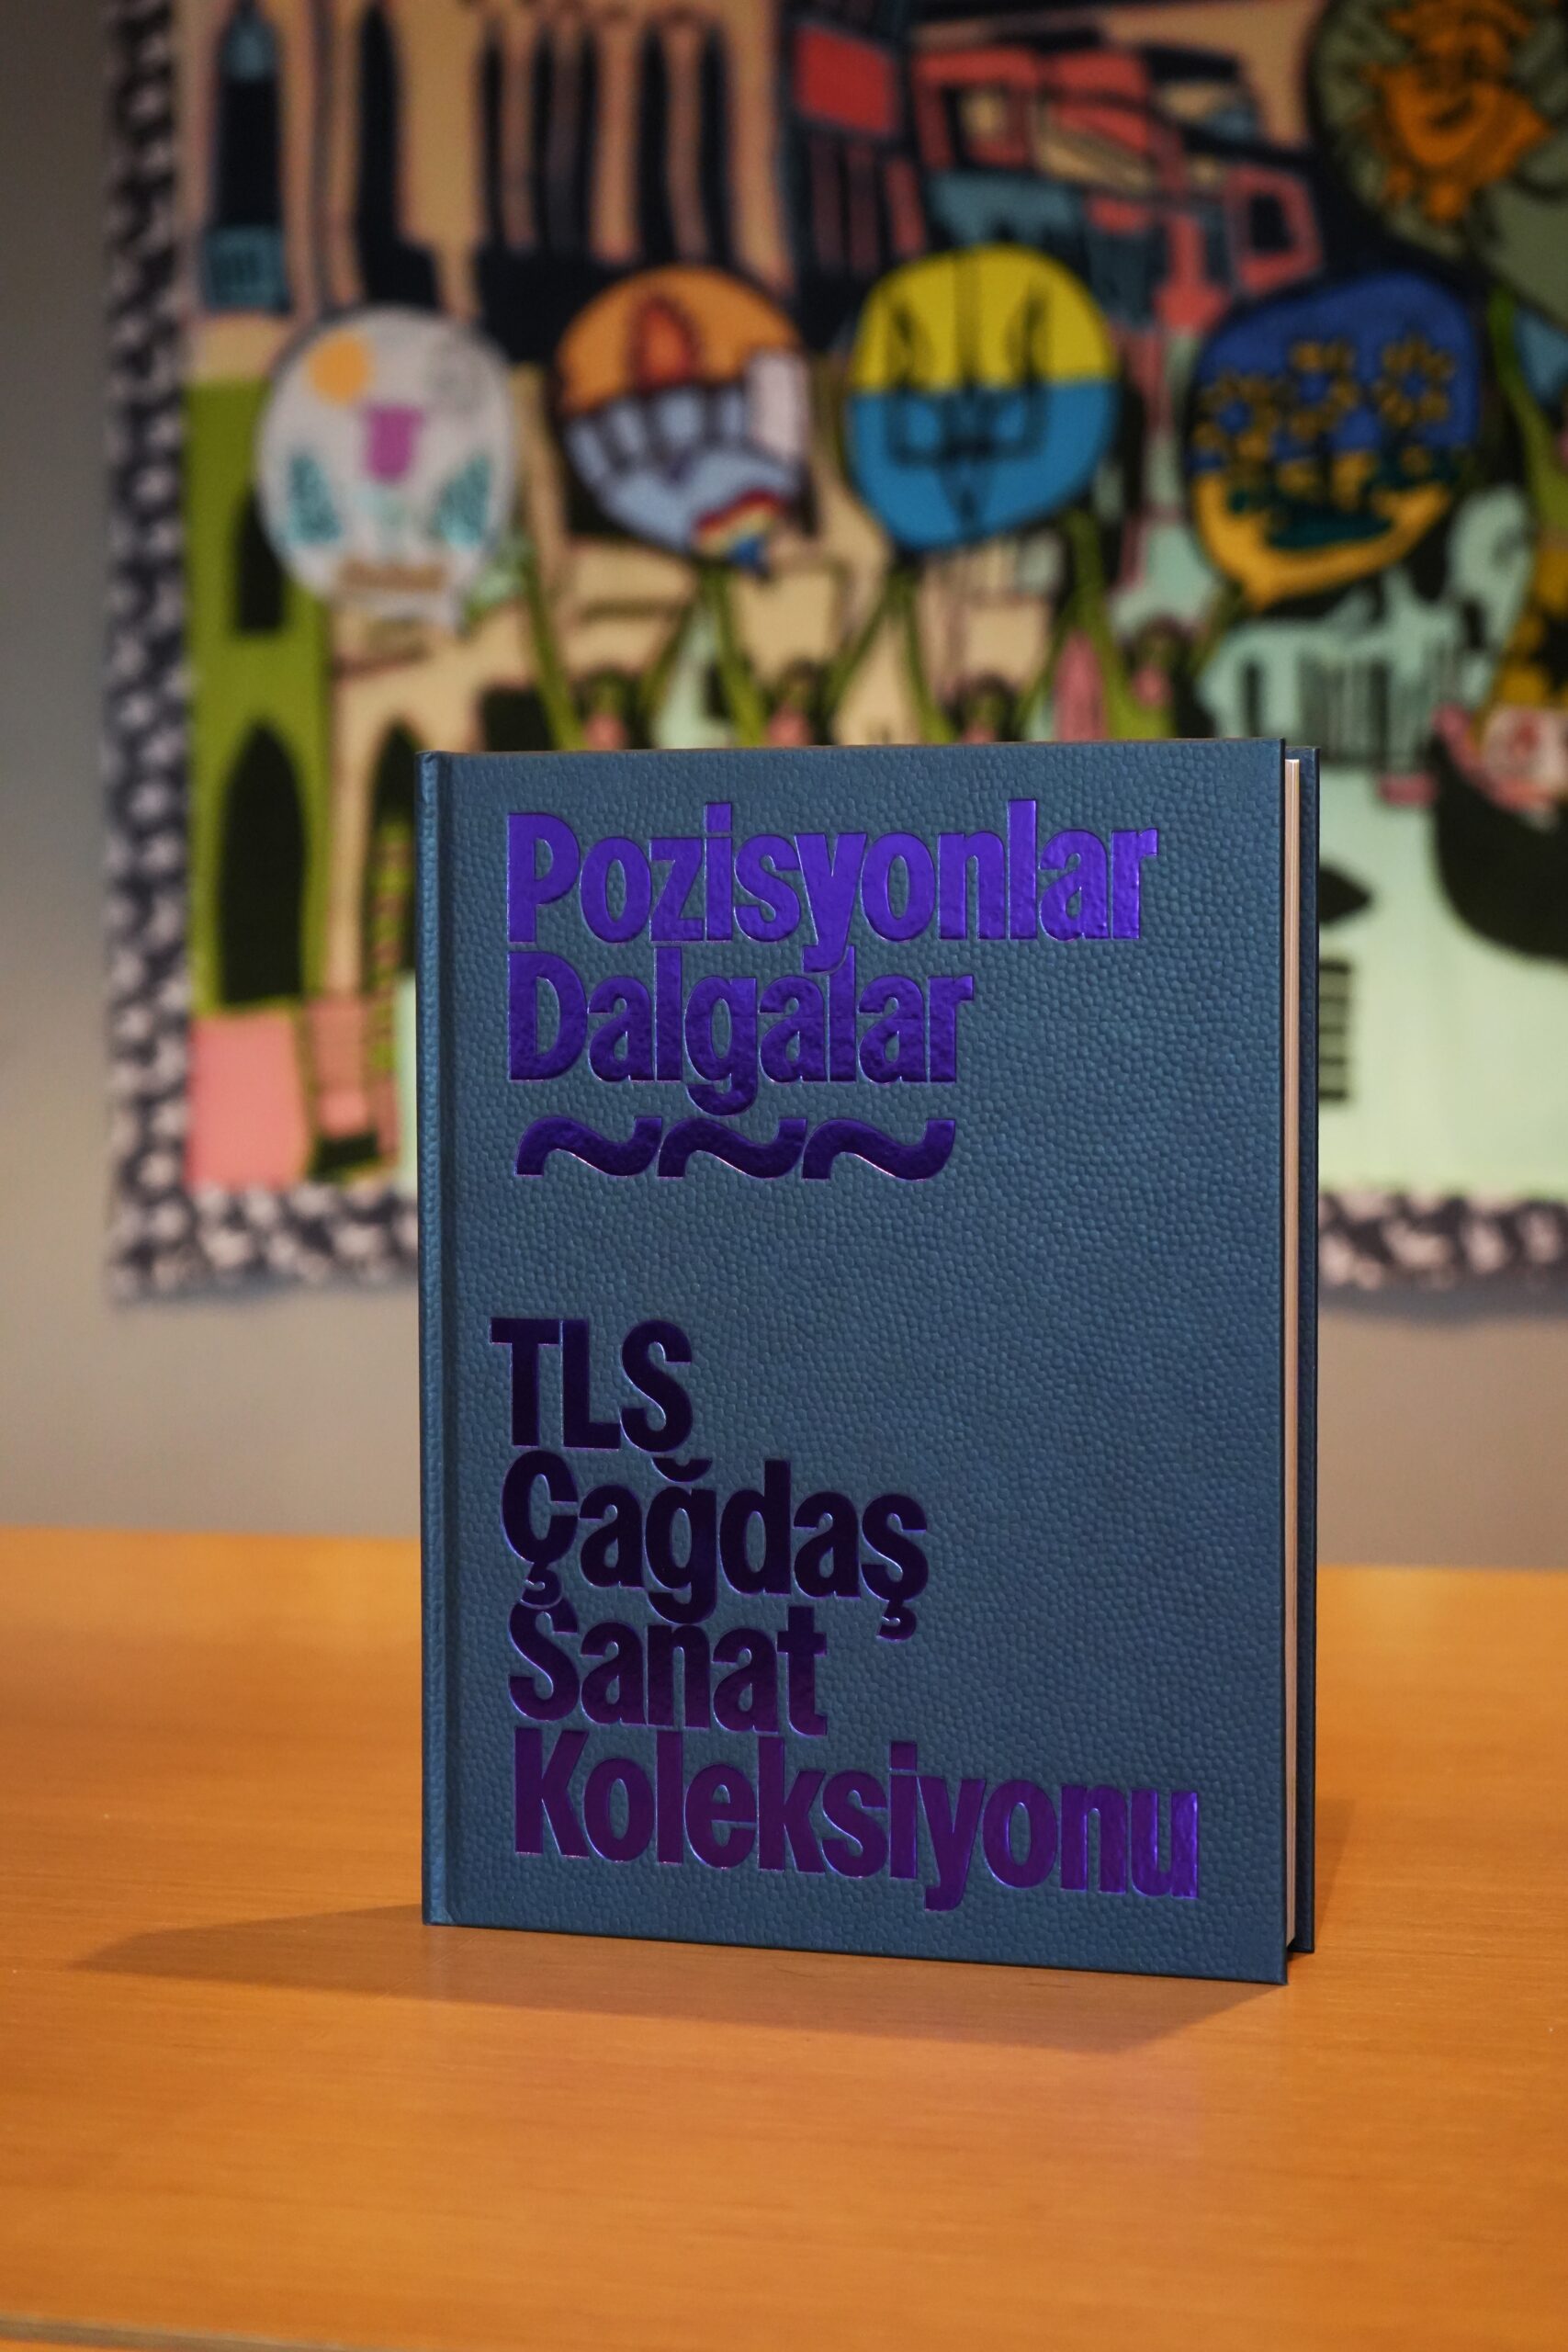 Pozisyonlar
Dalgalar
~~~
TLS
Çağdaş
Sanat
Koleksiyonu